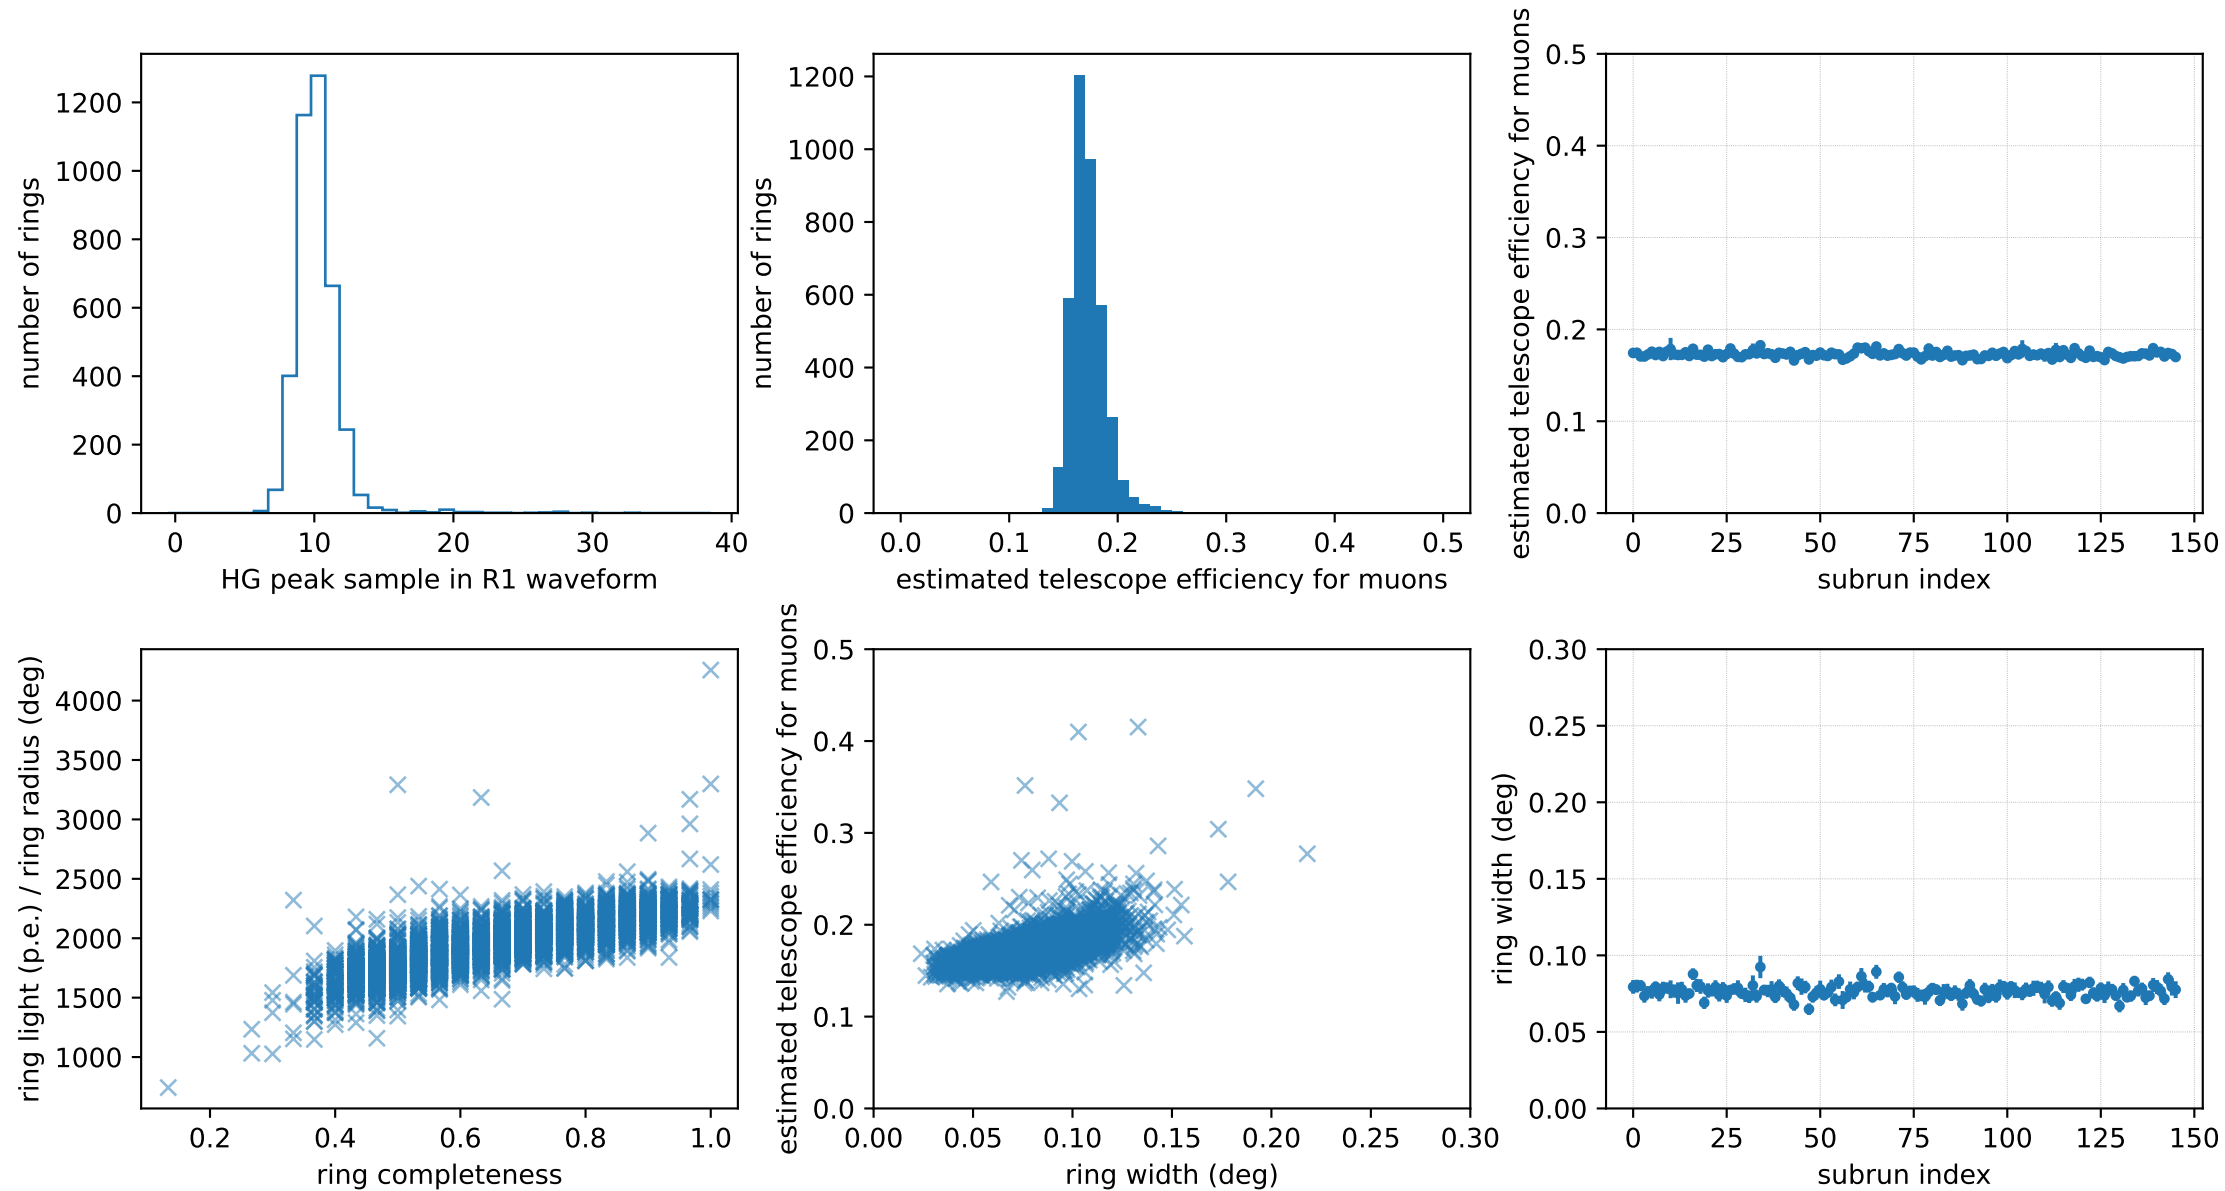 number of rings
1200
1000
800
600
400
200
0
0 10 20 30 40
HG peak sample in R1 waveform
number of rings
1200
1000
800
600
400
200
0
0.0 0.1 0.2 0.3 0.4 0.5
estimated telescope efficiency for muons
estimated telescope efficiency for muons
0.5
0.4
0.3
0.2
0.1
0.0
0 25 50 75 100 125 150
subrun index
ring light (p.e.) / ring radius (deg)
4000
3500
3000
2500
2000
1500
1000
0.2 0.4 0.6 0.8 1.0
ring completeness
estimated telescope efficiency for muons
0.5
0.4
0.3
0.2
0.1
0.0
0.00 0.05 0.10 0.15 0.20 0.25 0.30
ring width (deg)
ring width (deg)
0.30
0.25
0.20
0.15
0.10
0.05
0.00
0 25 50 75 100 125 150
subrun index